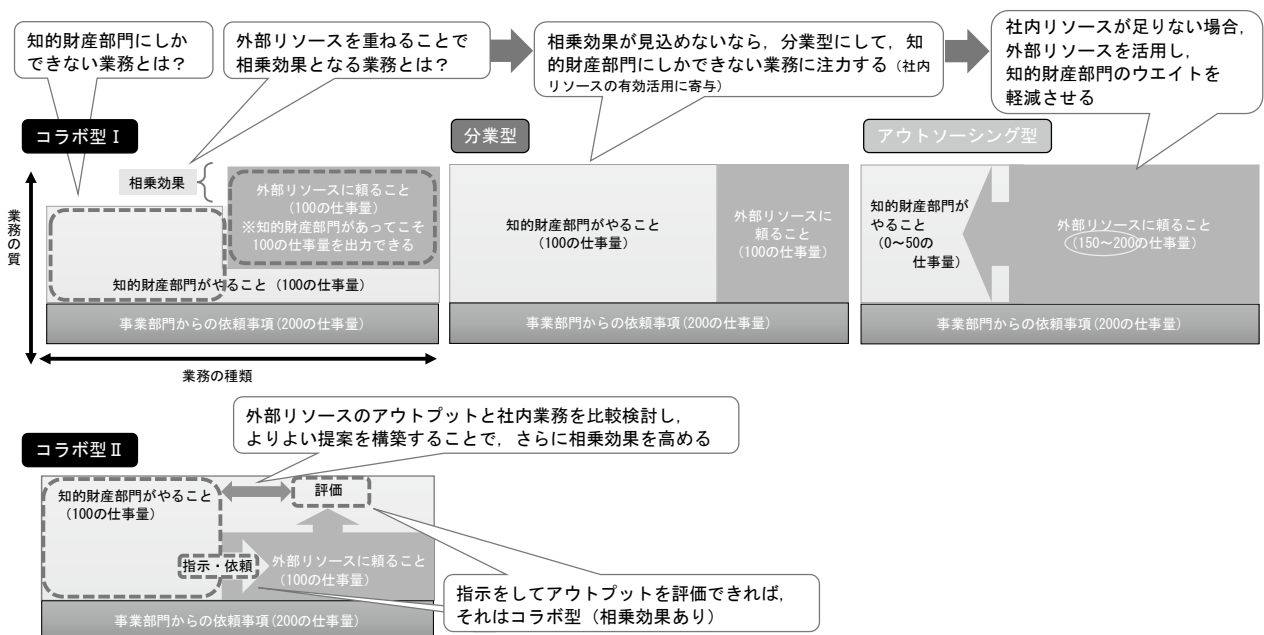 知的財産部門にしか
できない業務とは？
外部リソースを重ねることで
相乗効果となる業務とは？
相乗効果が見込めないなら，分業型にして，知
的財産部門にしかできない業務に注力する（社内
リソースの有効活用に寄与）
社内リソースが足りない場合，
外部リソースを活用し，
知的財産部門のウエイトを
軽減させる
コラボ型Ⅰ
分業型
アウトソーシング型
業務の質
相乗効果
外部リソースに頼ること
（100の仕事量）
※知的財産部門があってこそ
100の仕事量を出力できる
知的財産部門がやること（100の仕事量）
事業部門からの依頼事項（200の仕事量）
業務の種類
知的財産部門がやること
（100の仕事量）
外部リソースに
頼ること
（100の仕事量）
事業部門からの依頼事項（200の仕事量）
知的財産部門が
やること
（0～50の
仕事量）
外部リソースに頼ること
（150～200の仕事量）
事業部門からの依頼事項（200の仕事量）
コラボ型Ⅱ
外部リソースのアウトプットと社内業務を比較検討し，
よりよい提案を構築することで，さらに相乗効果を高める
知的財産部門がやること
（100の仕事量）
評価
指示・依頼
外部リソースに頼ること
（100の仕事量）
事業部門からの依頼事項（200の仕事量）
指示をしてアウトプットを評価できれば，
それはコラボ型（相乗効果あり）